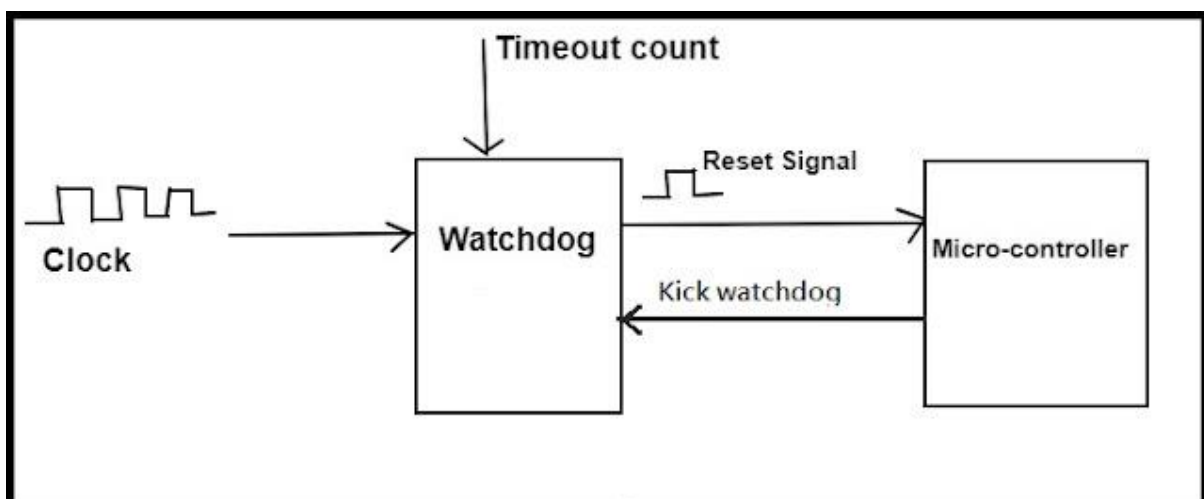 Timeout count
Reset Signal
Clock
Watchdog
Micro-controller
Kick watchdog